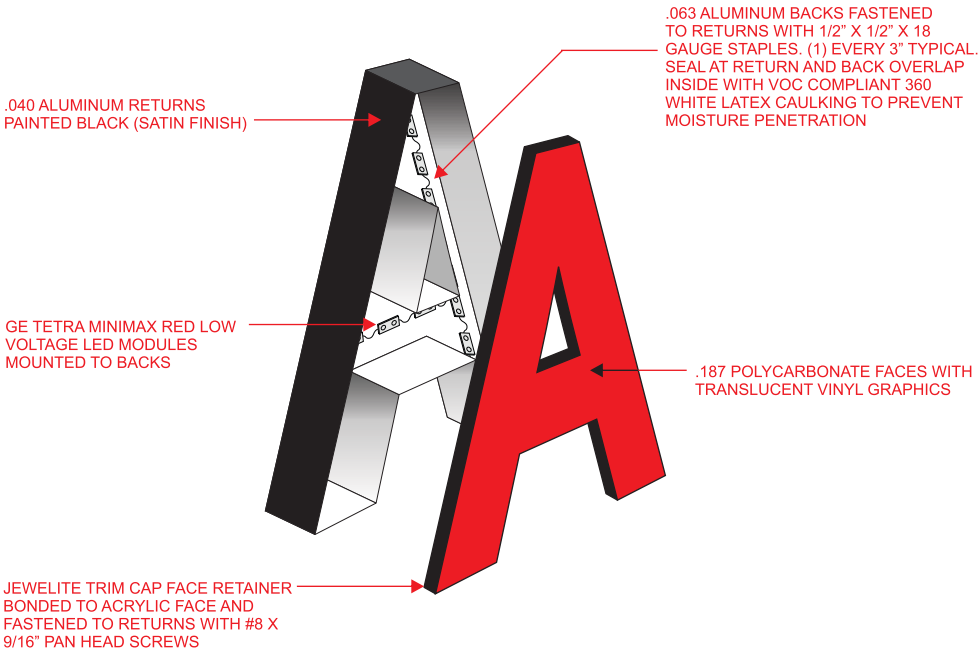 .063 ALUMINUM BACKS FASTENED
TO RETURNS WITH 1/2” X 1/2” X 18
GAUGE STAPLES. (1) EVERY 3” TYPICAL.
SEAL AT RETURN AND BACK OVERLAP
INSIDE WITH VOC COMPLIANT 360
WHITE LATEX CAULKING TO PREVENT
MOISTURE PENETRATION
.040 ALUMINUM RETURNS
PAINTED BLACK (SATIN FINISH)
GE TETRA MINIMAX RED LOW
VOLTAGE LED MODULES
MOUNTED TO BACKS
.187 POLYCARBONATE FACES WITH
TRANSLUCENT VINYL GRAPHICS
A
JEWELITE TRIM CAP FACE RETAINER
BONDED TO ACRYLIC FACE AND
FASTENED TO RETURNS WITH #8 X
9/16” PAN HEAD SCREWS